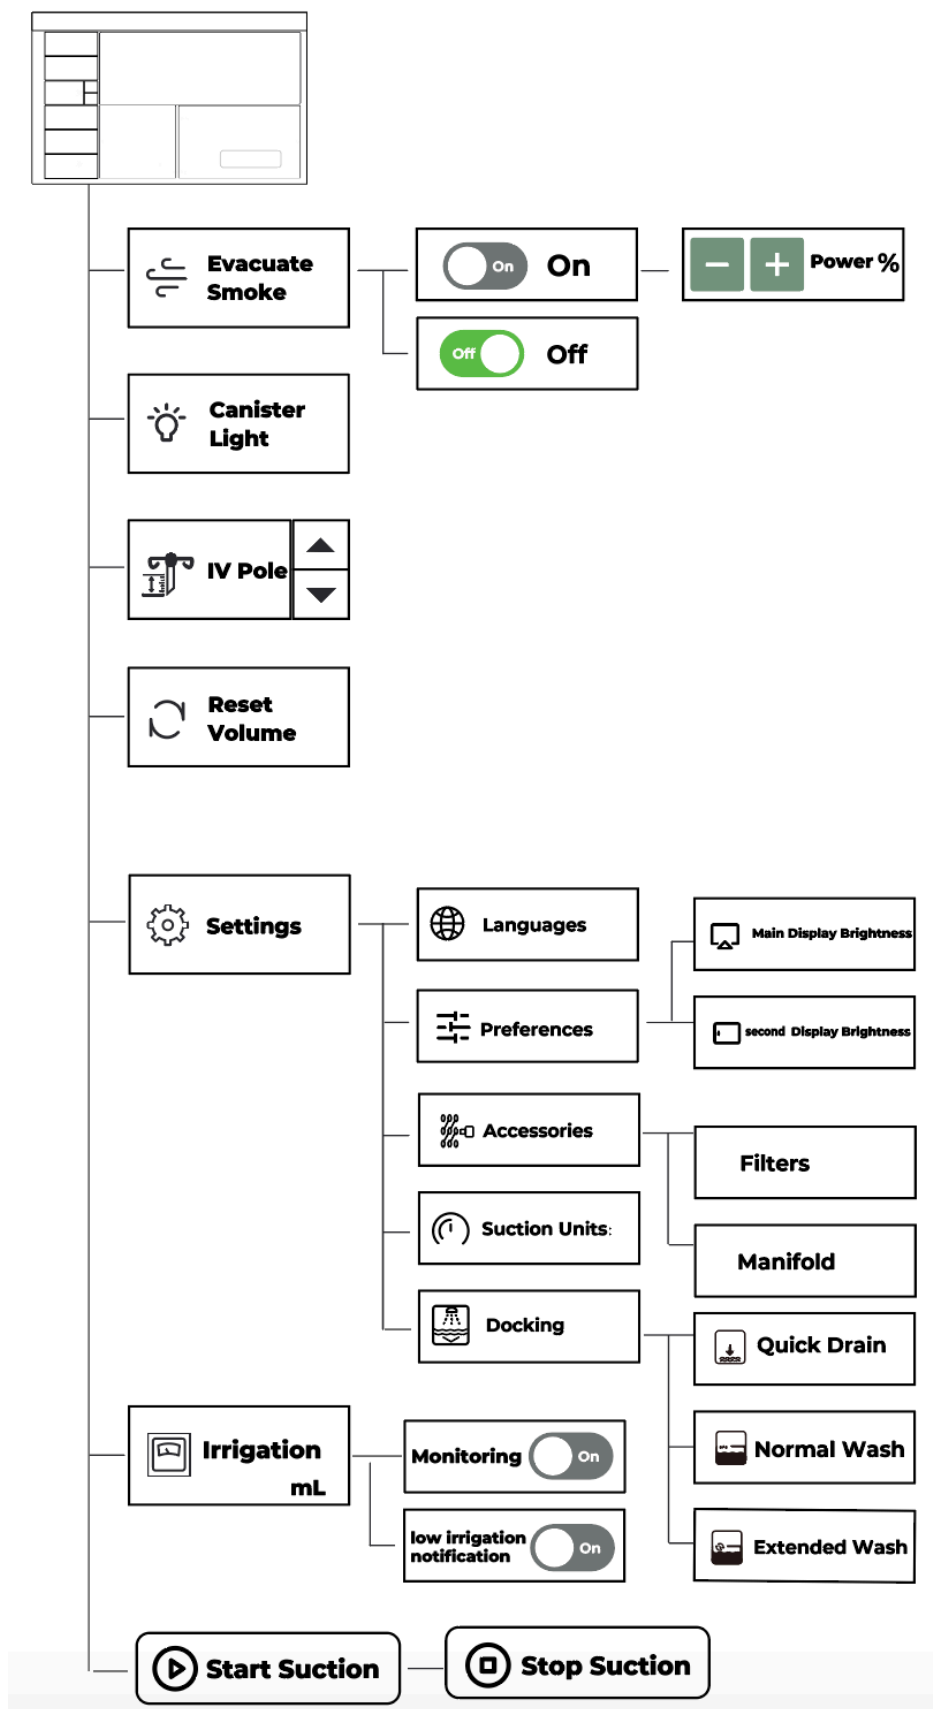 Evacuate
Smoke
On
On
Power %
Off
Off
Canister
Light
IV Pole
Reset
Volume
Settings
Languages
Main Display Brightness
Preferences
second Display Brightness
Accessories
Filters
Suction Units:
Manifold
Docking
Quick Drain
Irrigation
mL
Monitoring
On
Normal Wash
low irrigation
notification
On
Extended Wash
Start Suction
Stop Suction